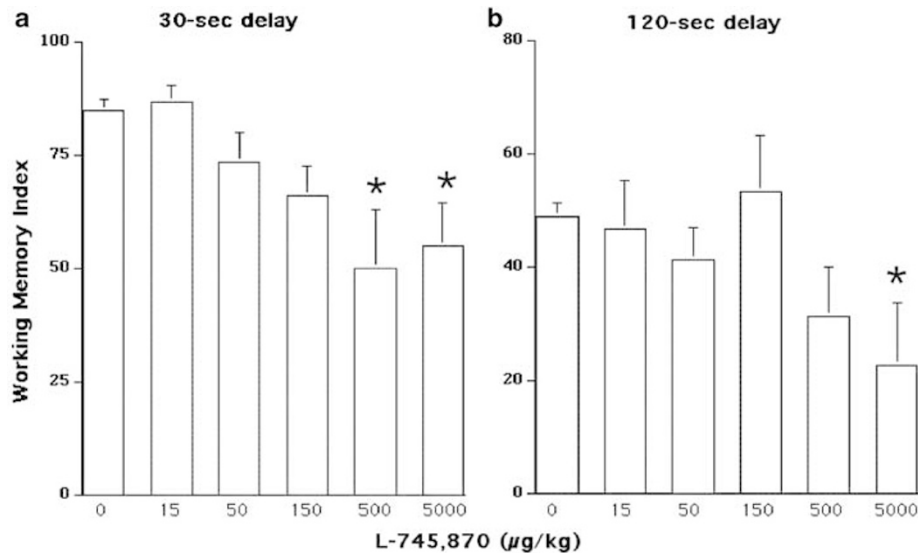 a 30-sec delay
b 120-sec delay
Working Memory Index
100
75
50
25
0
* *
0 15 50 150 500 5000
80
60
40
20
0
*
0 15 50 150 500 5000
L-745,870 (µg/kg)